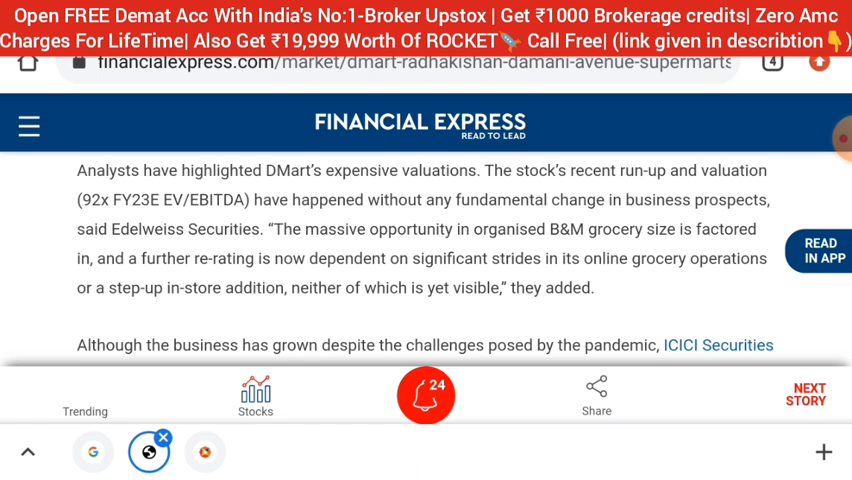 Open FREE Demat Acc With India's No:1-Broker Upstox | Get ₹1000 Brokerage credits| Zero Amc
Charges For LifeTime| Also Get ₹19,999 Worth Of ROCKET🚀 Call Free| (link given in describtion👇)
financialexpress.com/market/dmart-radhakishan-damani-avenue-supermarts
4
FINANCIAL EXPRESS
READ TO LEAD
Analysts have highlighted DMart's expensive valuations. The stock's recent run-up and valuation
(92x FY23E EV/EBITDA) have happened without any fundamental change in business prospects,
said Edelweiss Securities. “The massive opportunity in organised B&M grocery size is factored
in, and a further re-rating is now dependent on significant strides in its online grocery operations
or a step-up in-store addition, neither of which is yet visible,” they added.
READ
IN APP
Although the business has grown despite the challenges posed by the pandemic, ICICI Securities
Trending
Stocks
24
Share
NEXT
STORY
G